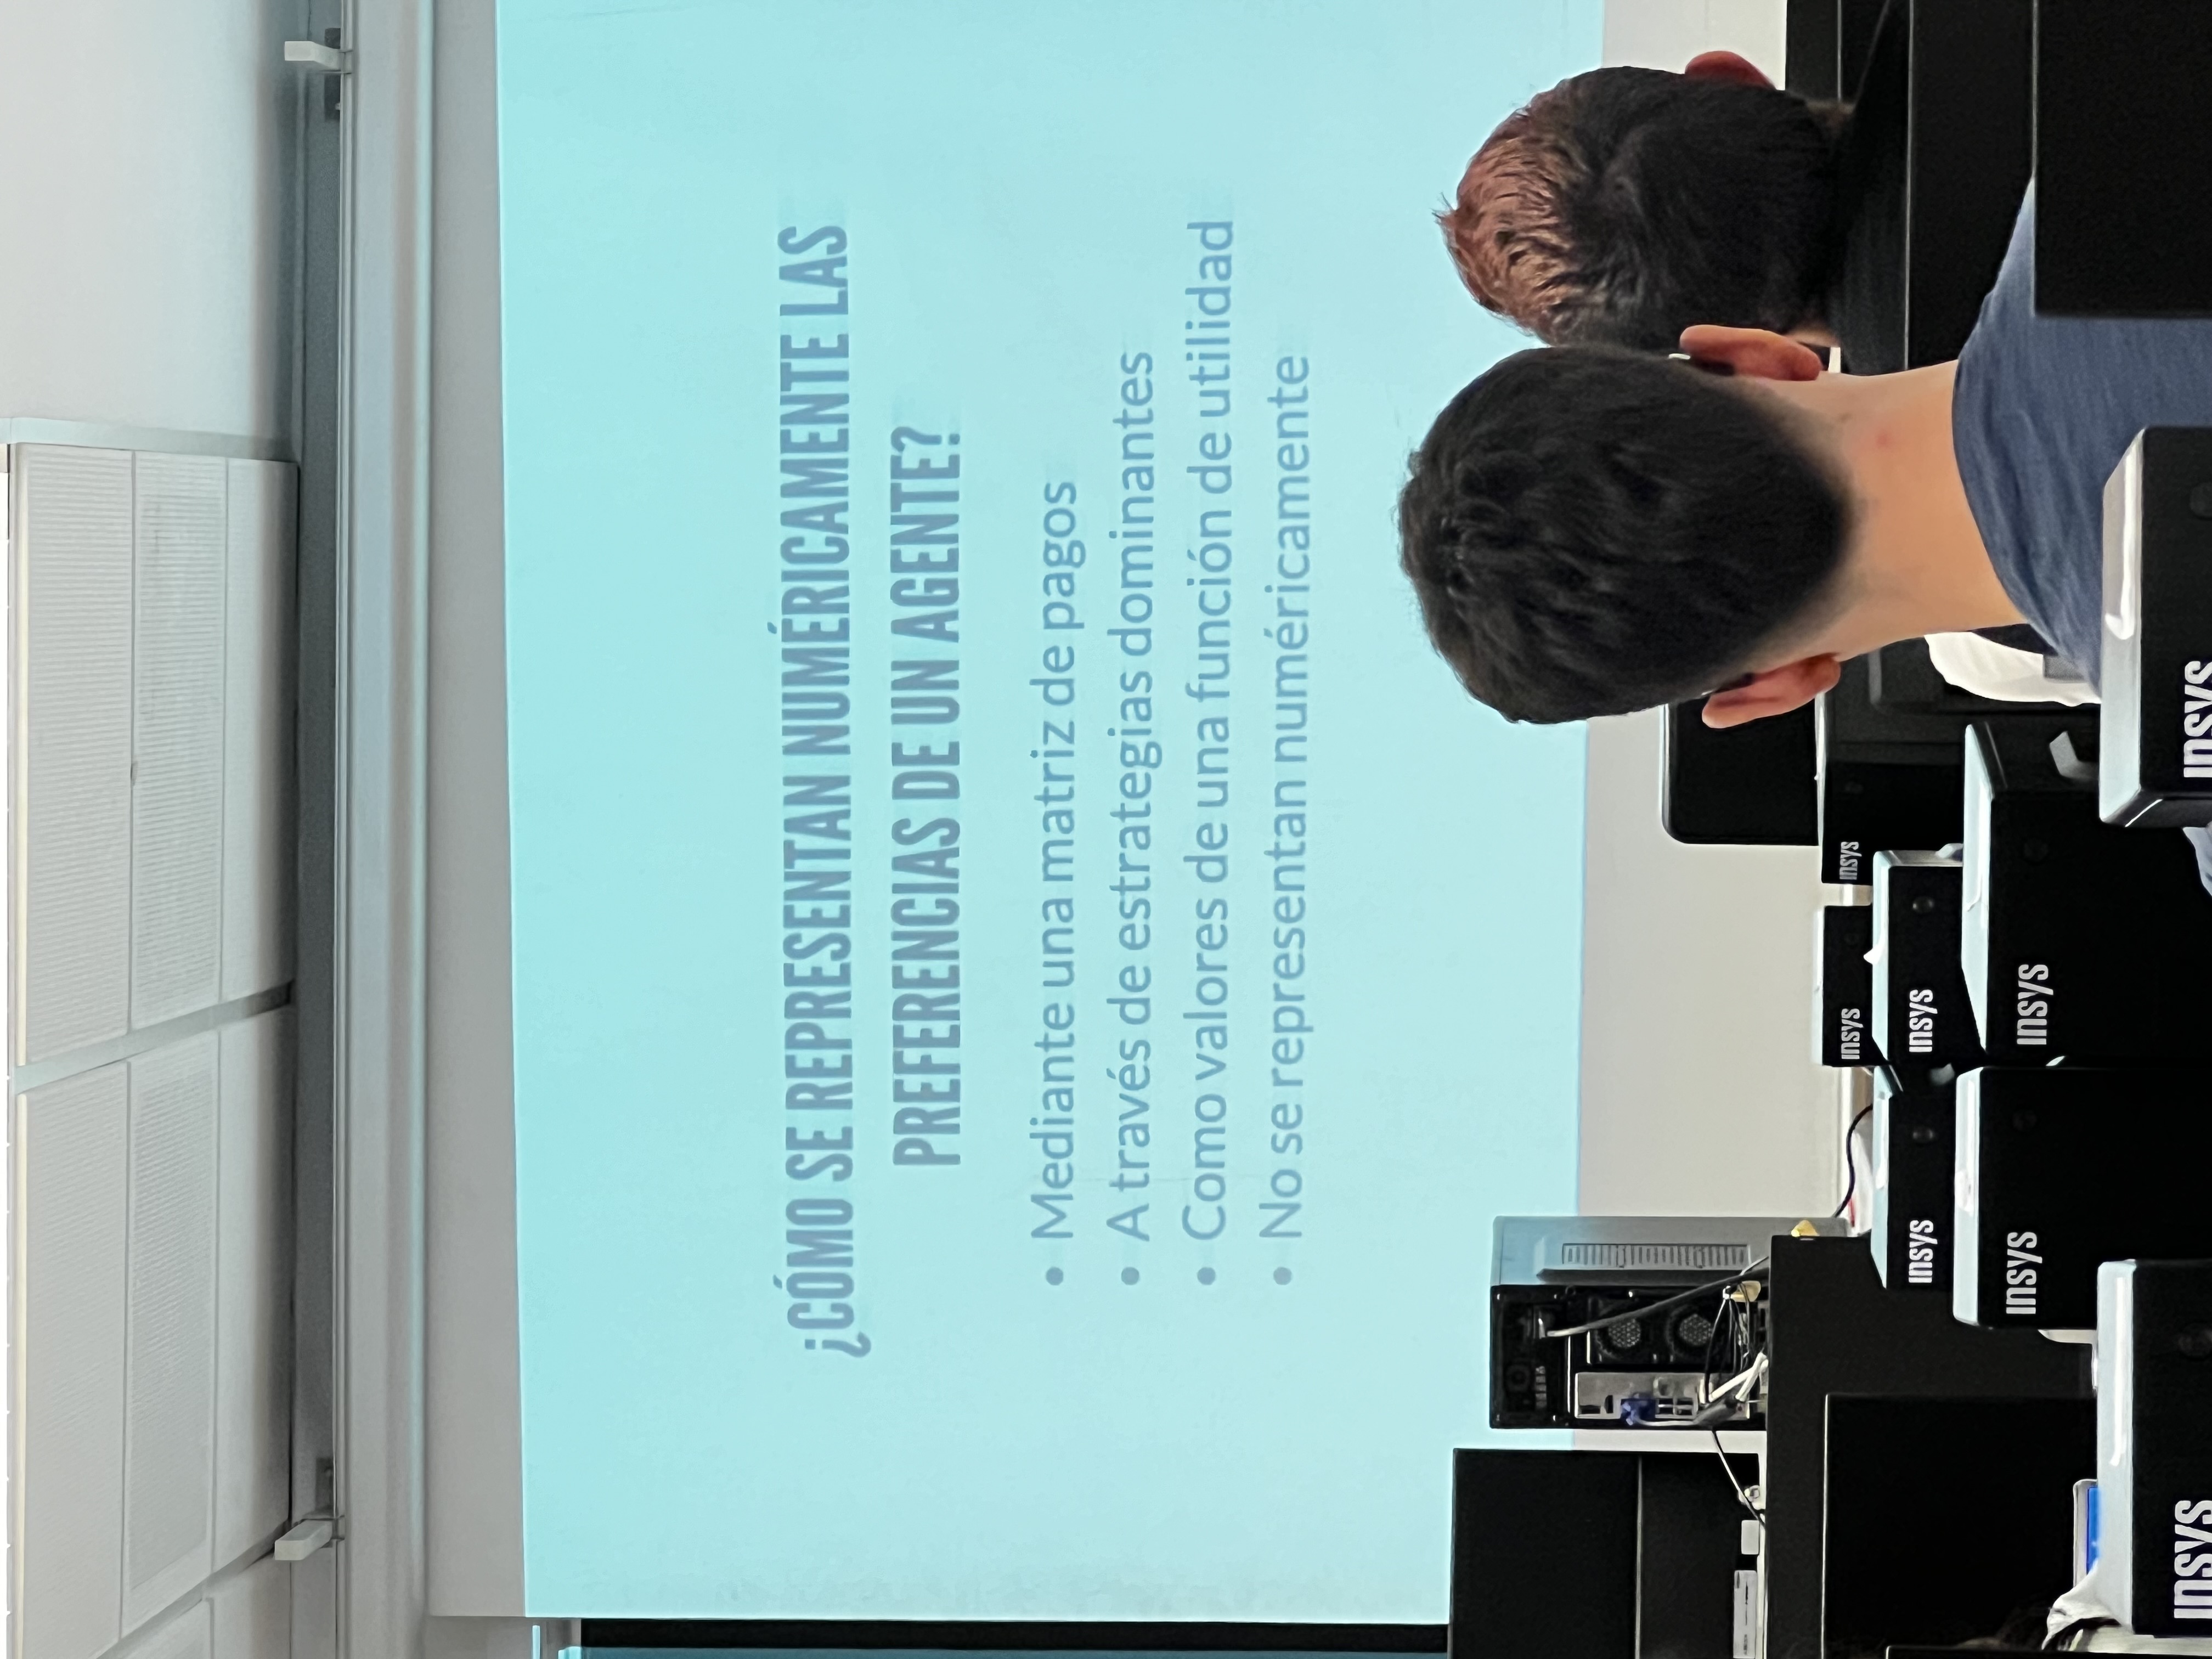 ¿CÓMO SE REPRESENTAN NUMÉRICAMENTE LAS
PREFERENCIAS DE UN AGENTE?
• Mediante una matriz de pagos
• A través de estrategias dominantes
• Como valores de una función de utilidad
• No se representan numéricamente
insys
insys
insys
insys
insys
insys
insys
insys